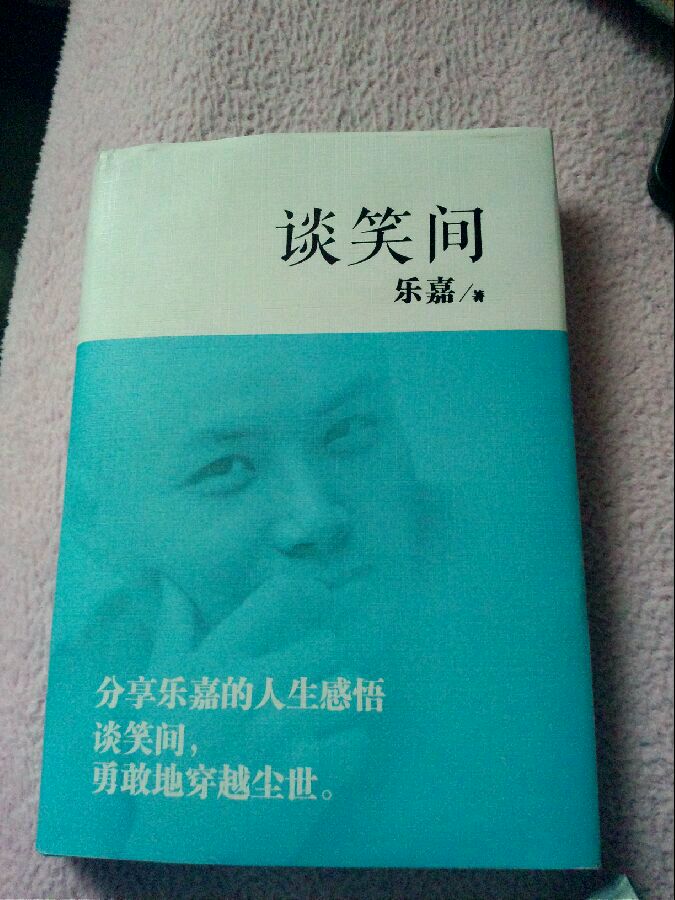 谈笑间
乐嘉/著
分享乐嘉的人生感悟
谈笑间，
勇敢地穿越尘世。